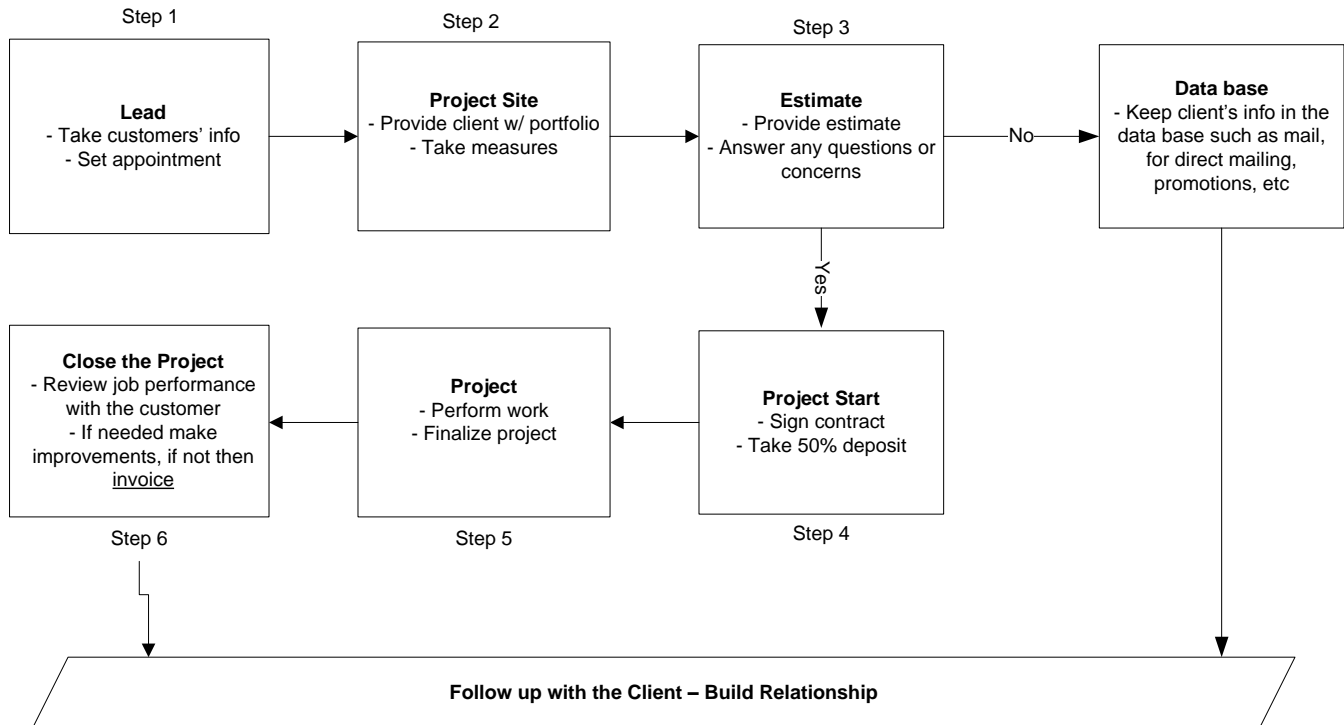 Step 1
Lead
- Take customers’ info
- Set appointment
Step 2
Project Site
- Provide client w/ portfolio
- Take measures
Step 3
Estimate
- Provide estimate
- Answer any questions or
concerns
No
Data base
- Keep client’s info in the
data base such as mail,
for direct mailing,
promotions, etc
Yes
Project Start
- Sign contract
- Take 50% deposit
Step 4
Project
- Perform work
- Finalize project
Step 5
Close the Project
- Review job performance
with the customer
- If needed make
improvements, if not then
invoice
Step 6
Follow up with the Client – Build Relationship